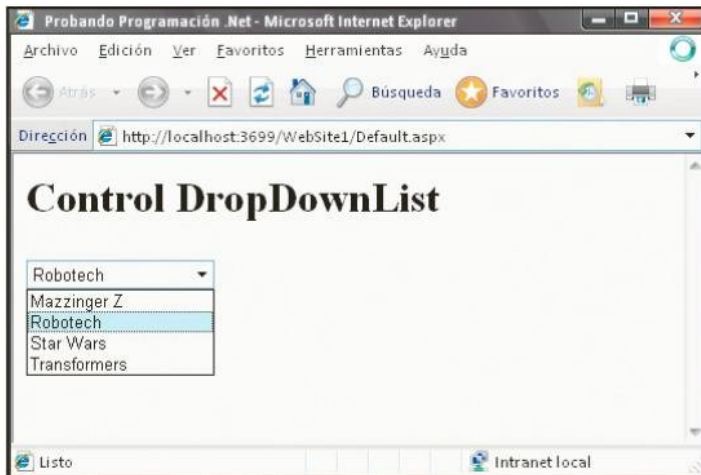 Probando Programación .Net - Microsoft Internet Explorer
Archivo Edición Ver Favoritos Herramientas Ayuda
Atrás Búsqueda Favoritos
Dirección http://localhost:3699/WebSite1/Default.aspx
Control DropDownList
Robotech
Mazzinger Z
Robotech
Star Wars
Transformers
Listo Intranet local